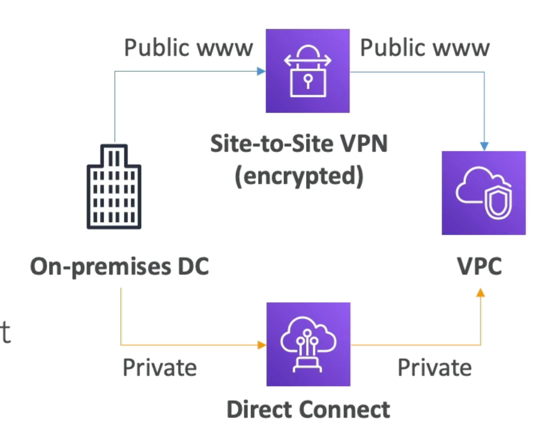 Public www
Public www
Site-to-Site VPN
(encrypted)
On-premises DC
VPC
t
Private
Private
Direct Connect